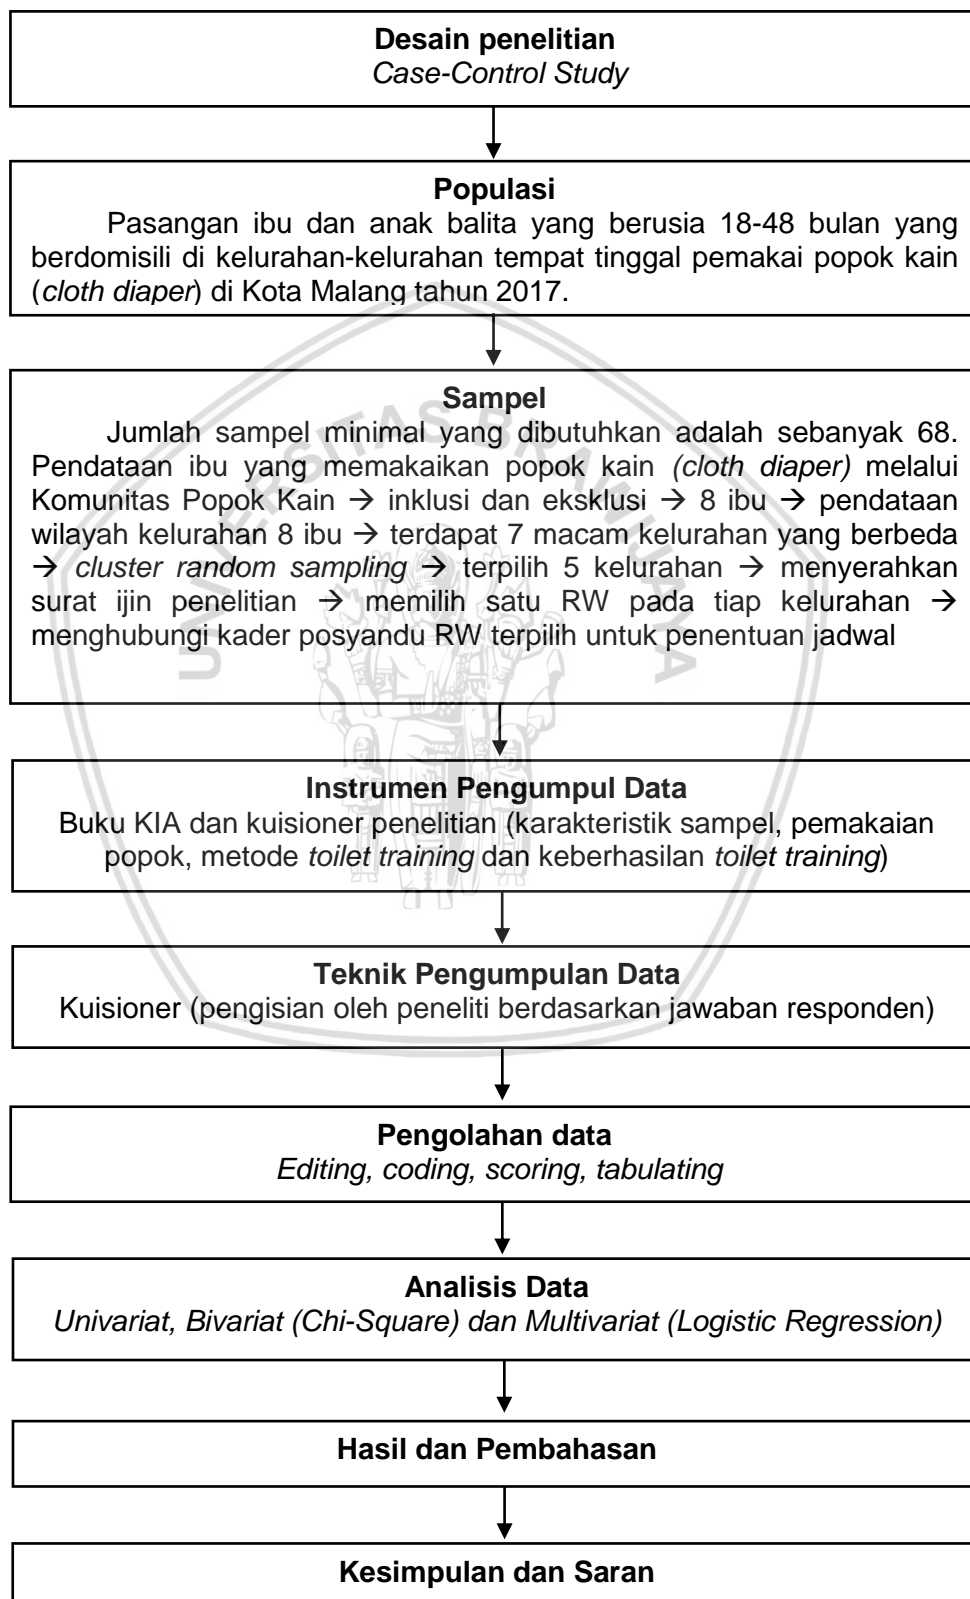 Desain penelitian
Case-Control Study
Populasi
Pasangan ibu dan anak balita yang berusia 18-48 bulan yang
berdomisili di kelurahan-kelurahan tempat tinggal pemakai popok kain
(cloth diaper) di Kota Malang tahun 2017.
Sampel
Jumlah sampel minimal yang dibutuhkan adalah sebanyak 68.
Pendataan ibu yang memakaikan popok kain (cloth diaper) melalui
Komunitas Popok Kain → inklusi dan eksklusi → 8 ibu → pendataan
wilayah kelurahan 8 ibu → terdapat 7 macam kelurahan yang berbeda
→ cluster random sampling → terpilih 5 kelurahan → menyerahkan
surat ijin penelitian → memilih satu RW pada tiap kelurahan →
menghubungi kader posyandu RW terpilih untuk penentuan jadwal
UNIVERSITAS BRAWIJAYA
Instrumen Pengumpul Data
Buku KIA dan kuisioner penelitian (karakteristik sampel, pemakaian
popok, metode toilet training dan keberhasilan toilet training)
Teknik Pengumpulan Data
Kuisioner (pengisian oleh peneliti berdasarkan jawaban responden)
Pengolahan data
Editing, coding, scoring, tabulating
Analisis Data
Univariat, Bivariat (Chi-Square) dan Multivariat (Logistic Regression)
Hasil dan Pembahasan
Kesimpulan dan Saran